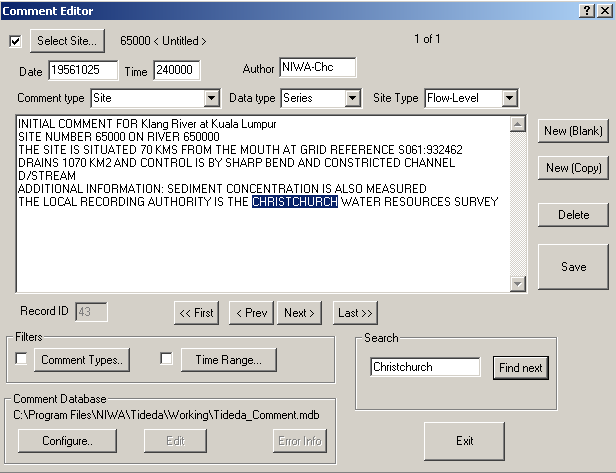 Comment Editor
Select Site... 65000 < Untitled > 1 of 1
Date 19561025 Time 240000 Author NIWA-Chc
Comment type Site Data type Series Site Type Flow-Level
INITIAL COMMENT FOR Klang River at Kuala Lumpur
SITE NUMBER 65000 ON RIVER 650000
THE SITE IS SITUATED 70 KMS FROM THE MOUTH AT GRID REFERENCE S061:932462
DRAINS 1070 KM2 AND CONTROL IS BY SHARP BEND AND CONSTRICTED CHANNEL
D/STREAM
ADDITIONAL INFORMATION: SEDIMENT CONCENTRATION IS ALSO MEASURED
THE LOCAL RECORDING AUTHORITY IS THE CHRISTCHURCH WATER RESOURCES SURVEY
New (Blank)
New (Copy)
Delete
Save
Record ID 43 << First < Prev Next > Last >>
Filters
Comment Types.. Time Range...
Search
Christchurch Find next
Comment Database
C:\Program Files\NIWA\Tideda\Working\Tideda_Comment.mdb
Configure.. Edit Error Info
Exit